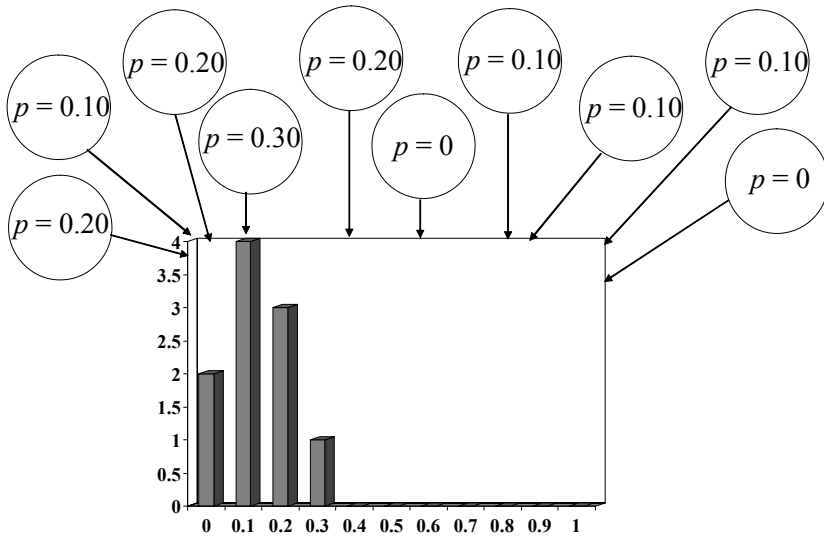 p = 0.20
p = 0.20
p = 0.10
p = 0.10
p = 0.10
p = 0.10
p = 0.30
p = 0
p = 0
p = 0.20
4
3.5
3
2.5
2
1.5
1
0.5
0
0 0.1 0.2 0.3 0.4 0.5 0.6 0.7 0.8 0.9 1